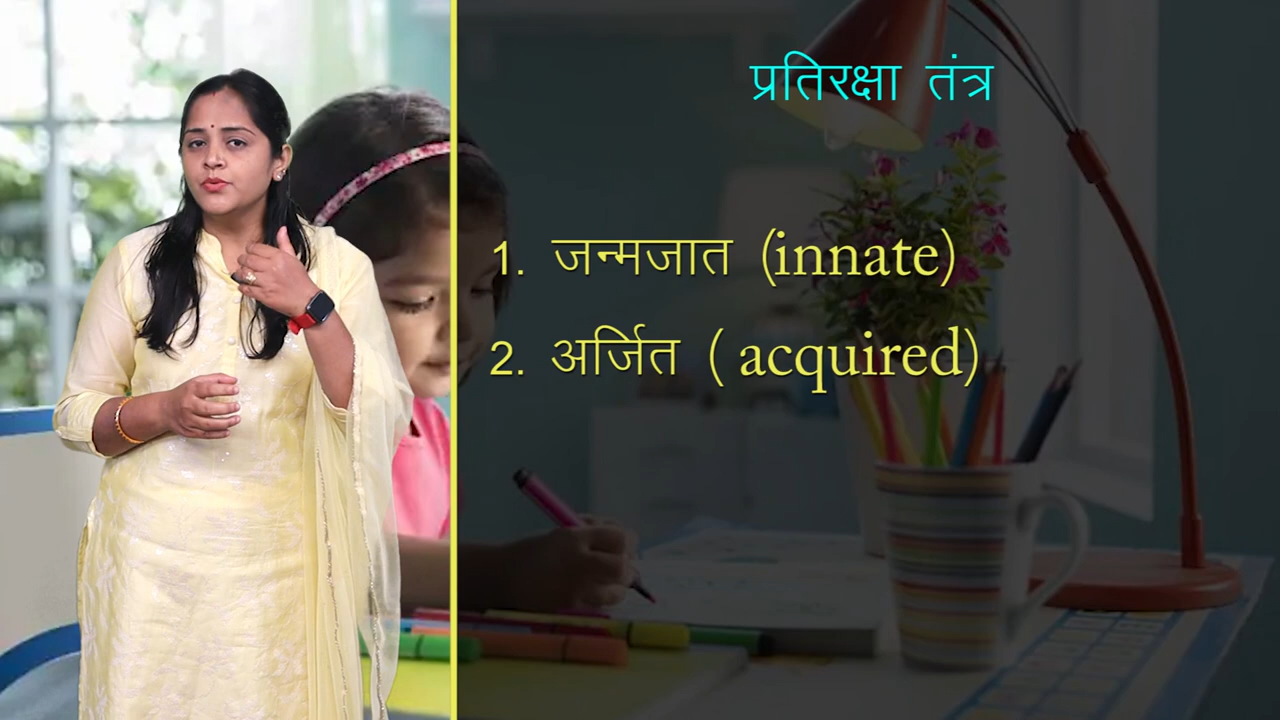 प्रतिरक्षा तंत्र
1. जन्मजात (innate)
2. अर्जित ( acquired)